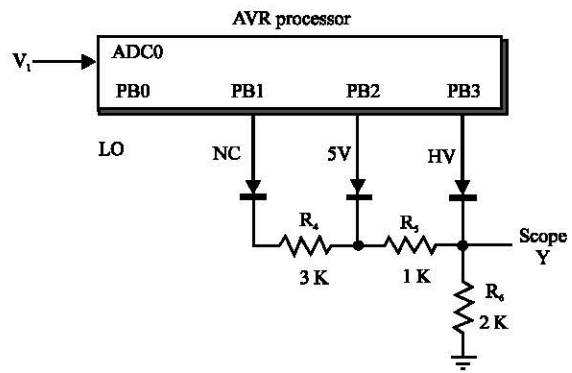 AVR processor
V₁
ADC0
PB0 PB1 PB2 PB3
LO NC 5V HV
R₄ R₅
3 K 1 K
Scope
Y
R₆
2 K